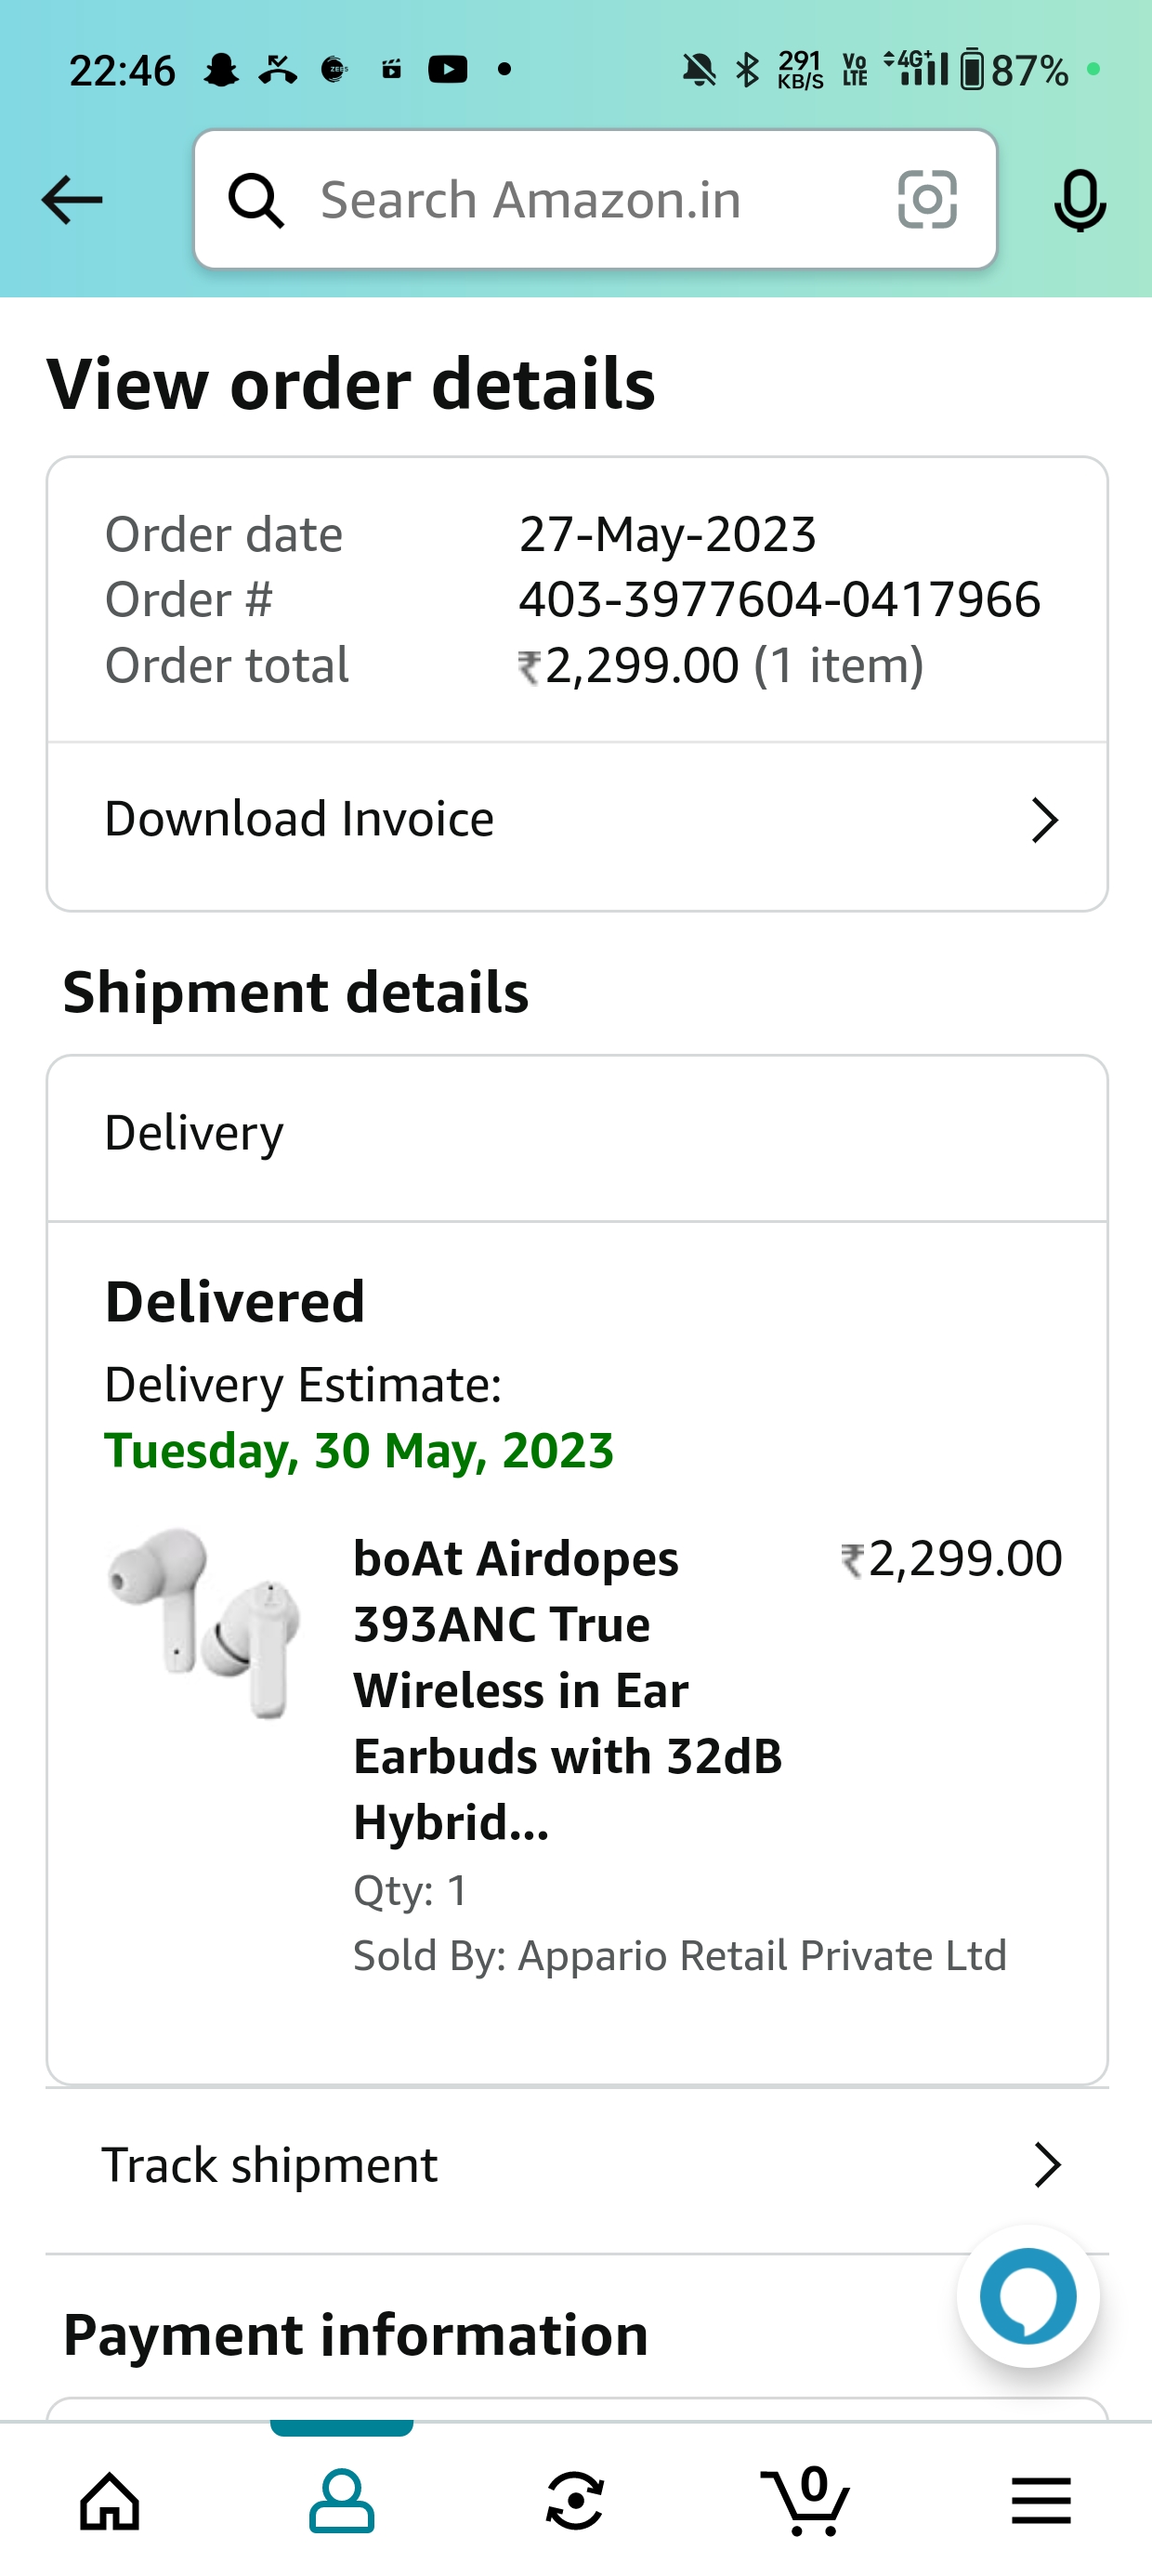 22:46 291 KB/S Vo LTE 4G+ 87%
Search Amazon.in
View order details
Order date 27-May-2023
Order # 403-3977604-0417966
Order total ₹2,299.00 (1 item)
Download Invoice
Shipment details
Delivery
Delivered
Delivery Estimate:
Tuesday, 30 May, 2023
boAt Airdopes ₹2,299.00
393ANC True
Wireless in Ear
Earbuds with 32dB
Hybrid...
Qty: 1
Sold By: Appario Retail Private Ltd
Track shipment
Payment information
0